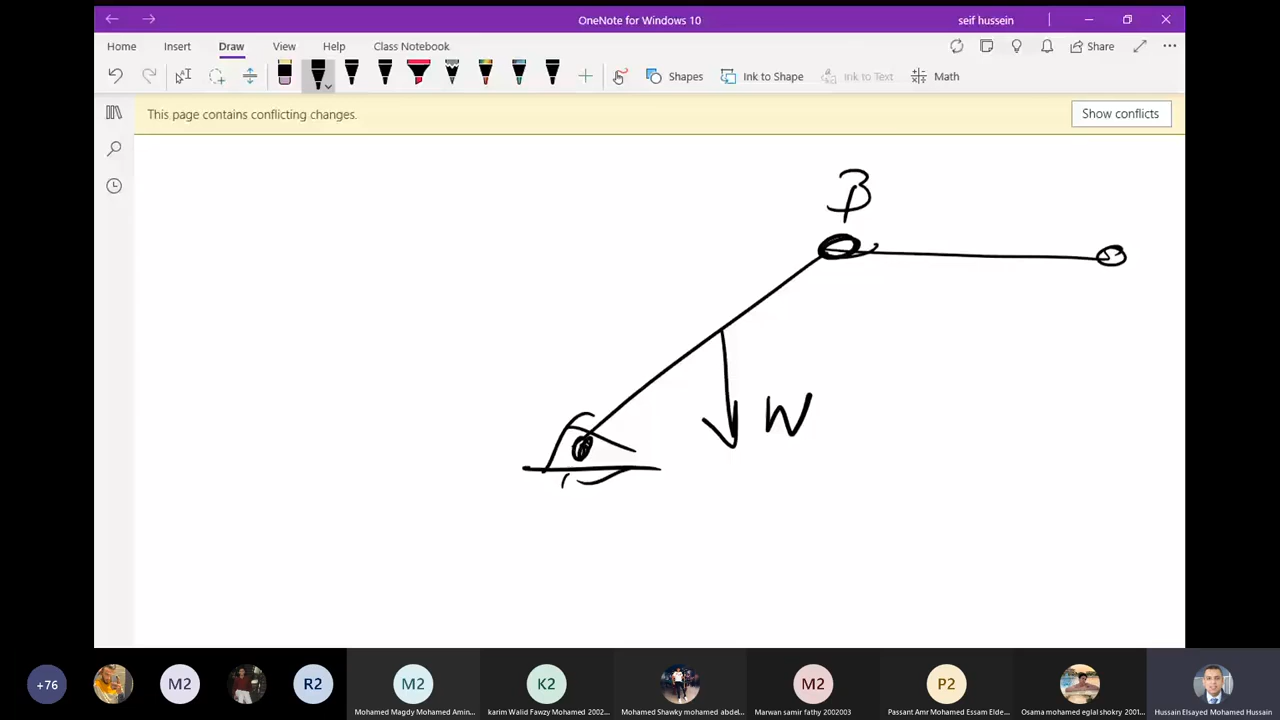 OneNote for Windows 10
seif hussein
Home Insert Draw View Help Class Notebook
Share
Shapes Ink to Shape Ink to Text Math
This page contains conflicting changes.
Show conflicts
B
W
+76 M2 R2 M2 K2 M2 P2
Mohamed Magdy Mohamed Amin... karim Walid Fawzy Mohamed 2002... Mohamed Shawky mohamed abdel... Marwan samir fathy 2002003 Passant Amr Mohamed Essam Elde... Osama mohamed eglal shokry 2001... Hussain Elsayed Mohamed Hussain